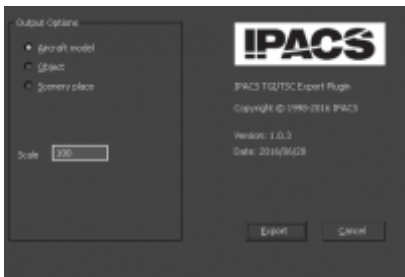 Output Options
Aircraft model
Object
Scenery place
Scale 100
IPACS
IPACS TGI/TSC Export Plugin
Copyright © 1998-2016 IPACS
Version: 1.0.3
Date: 2016/06/28
Export Cancel